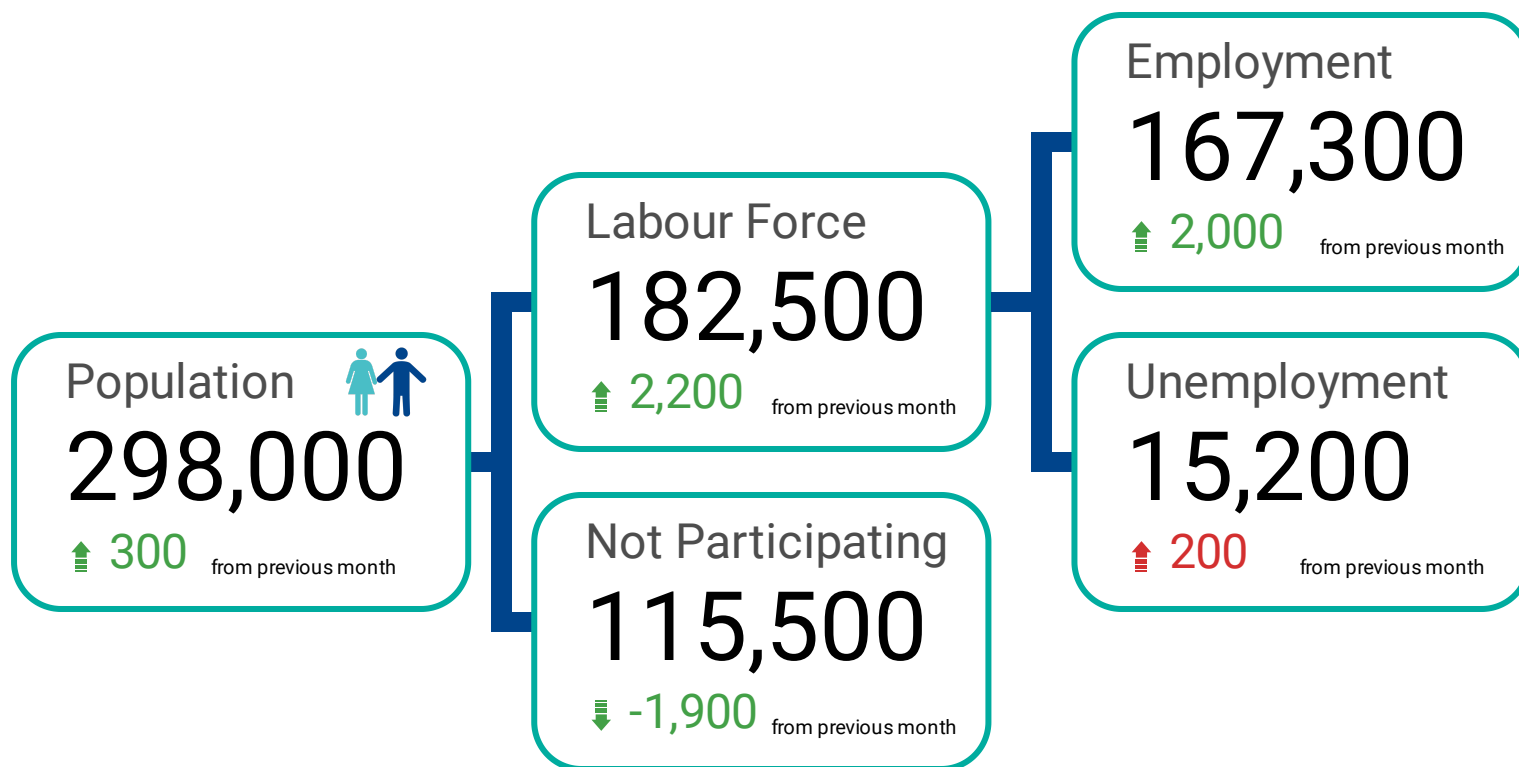 Population
298,000
300 from previous month
Labour Force
182,500
2,200 from previous month
Not Participating
115,500
-1,900 from previous month
Employment
167,300
2,000 from previous month
Unemployment
15,200
200 from previous month